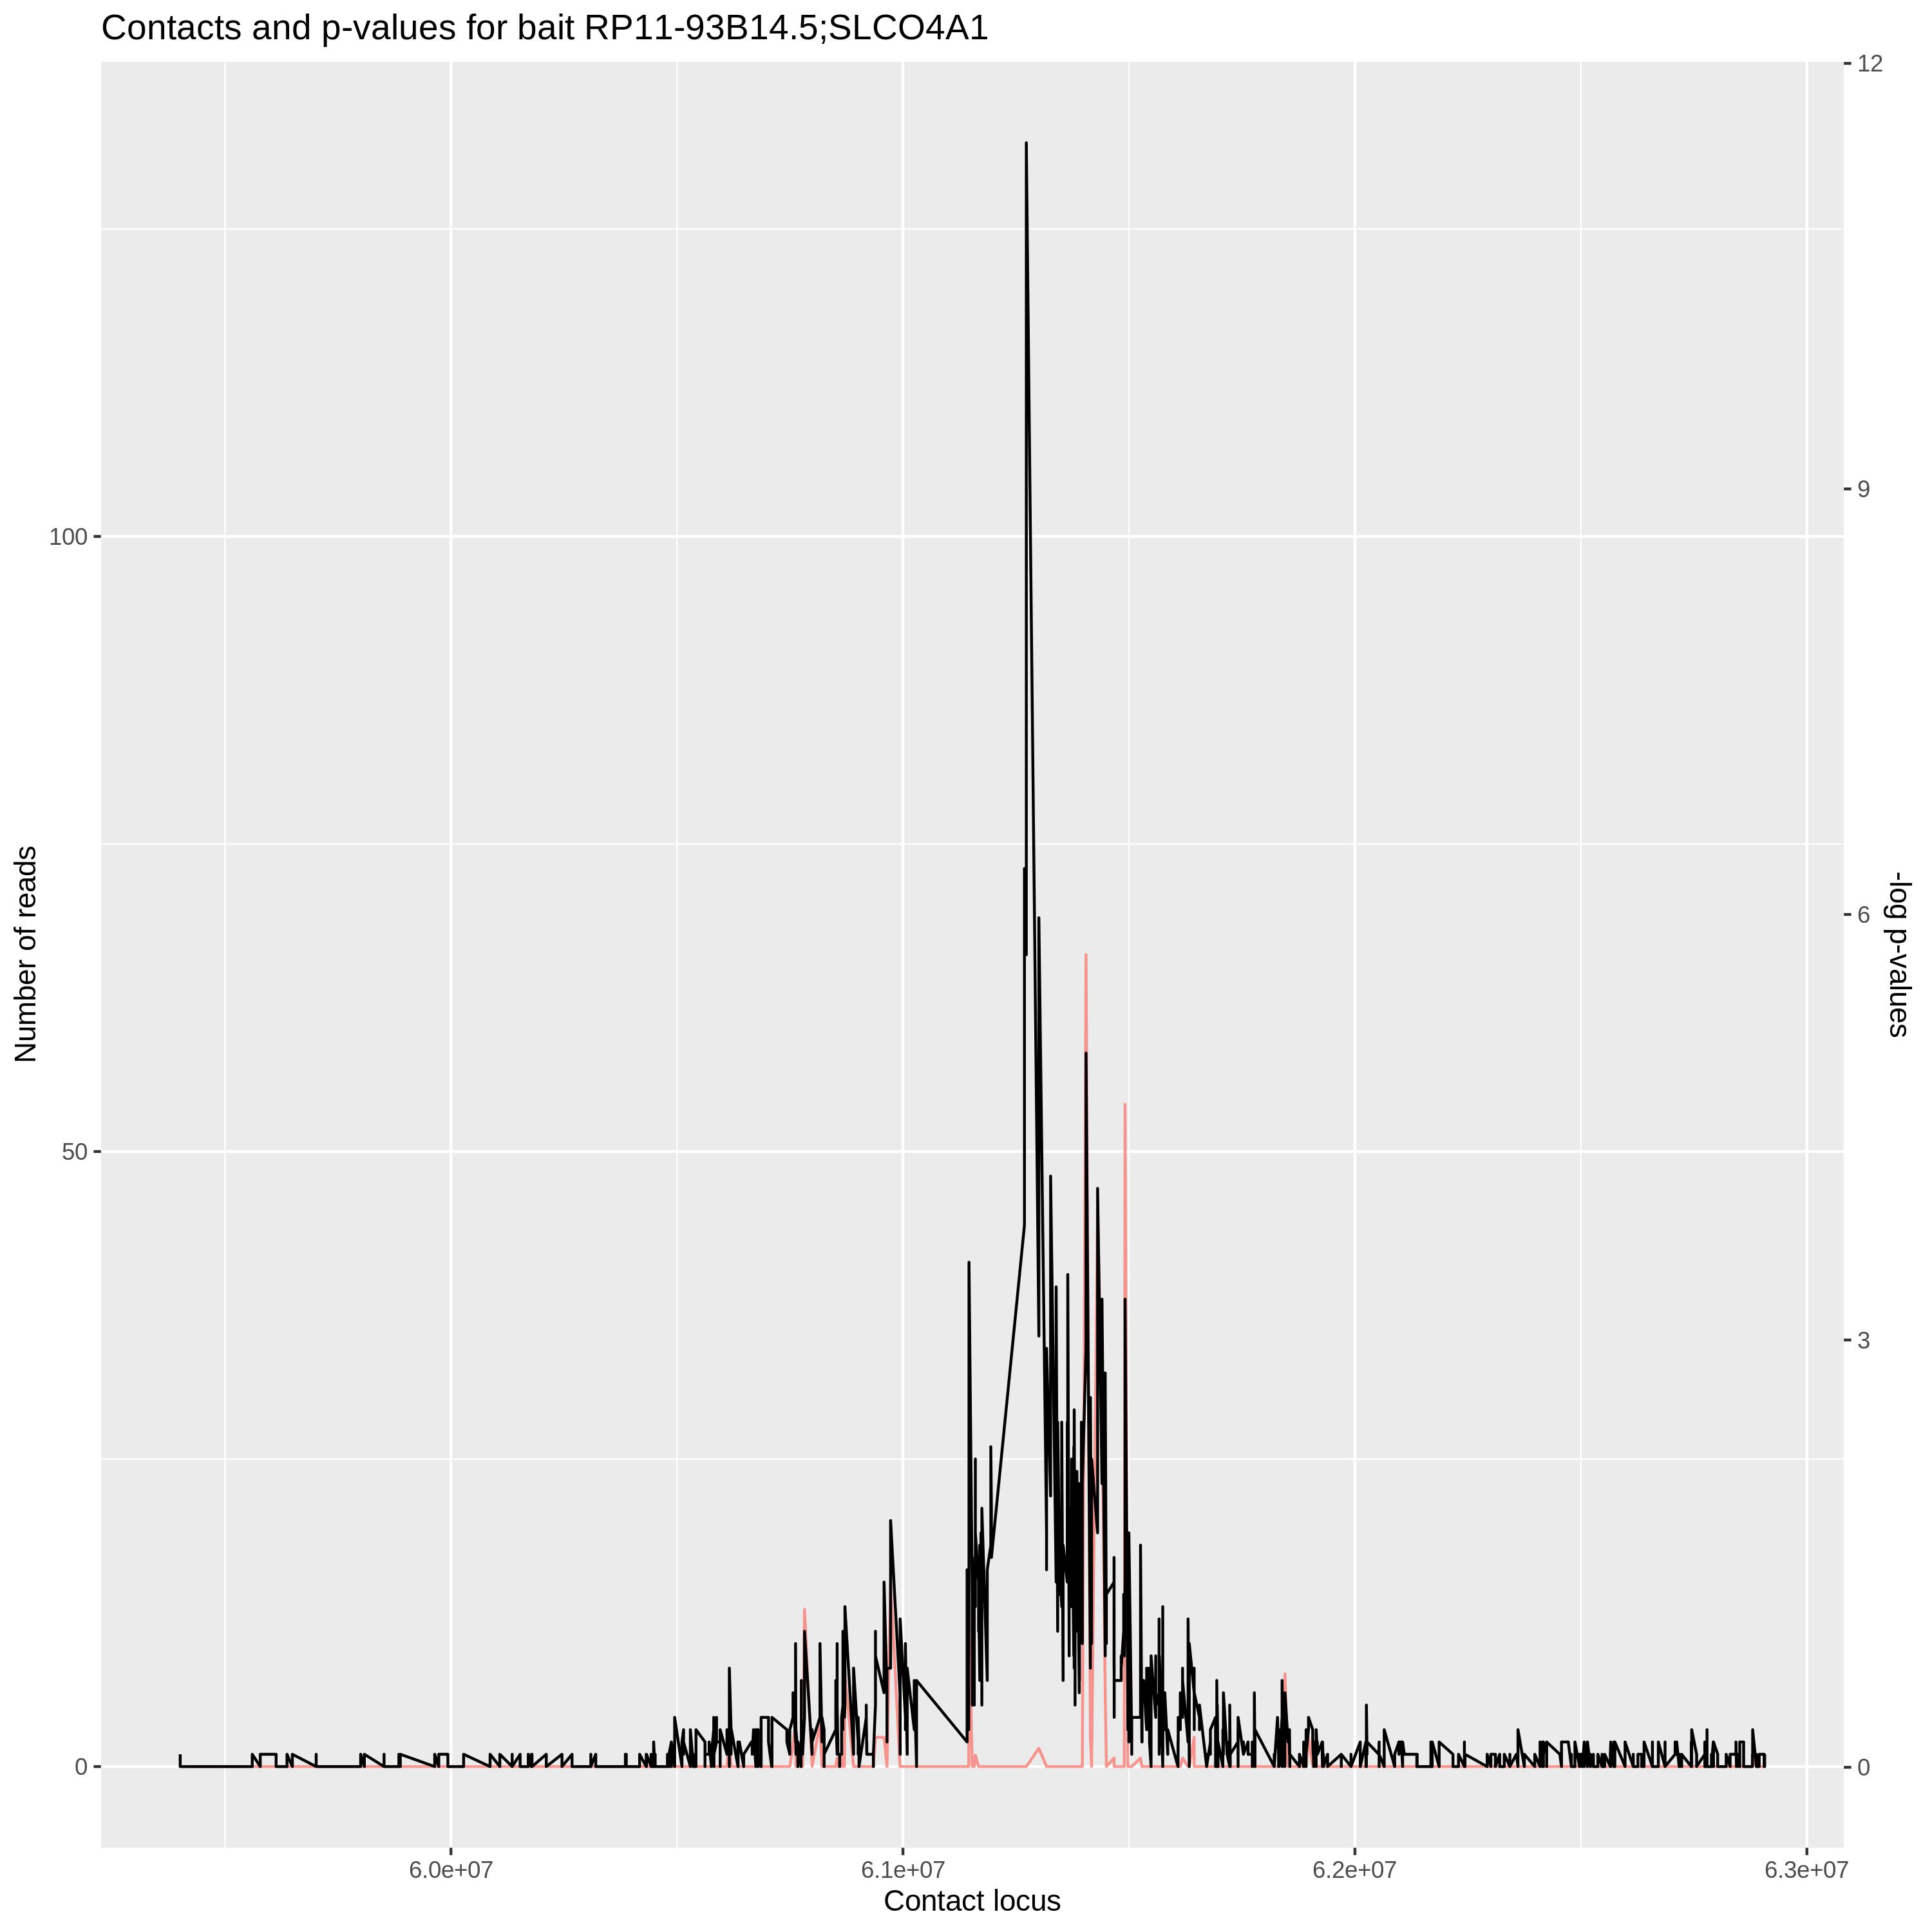 Contacts and p-values for bait RP11-93B14.5;SLCO4A1
12
9
100
6
50
3
0
0
Number of reads
-log p-values
6.0e+07
6.1e+07
6.2e+07
6.3e+07
Contact locus